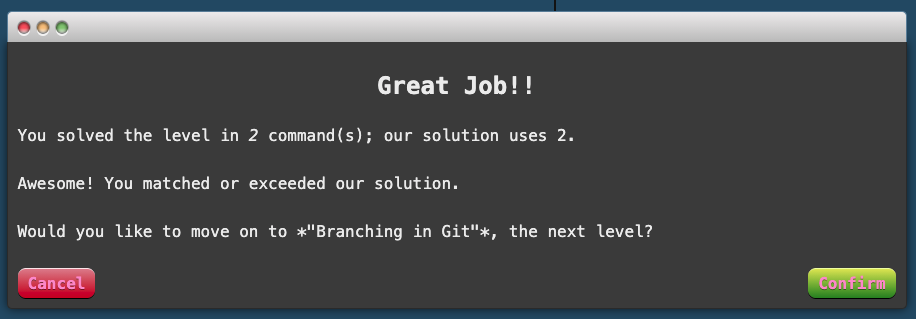 Great Job!!
You solved the level in 2 command(s); our solution uses 2.
Awesome! You matched or exceeded our solution.
Would you like to move on to *"Branching in Git"*, the next level?
Cancel
Confirm